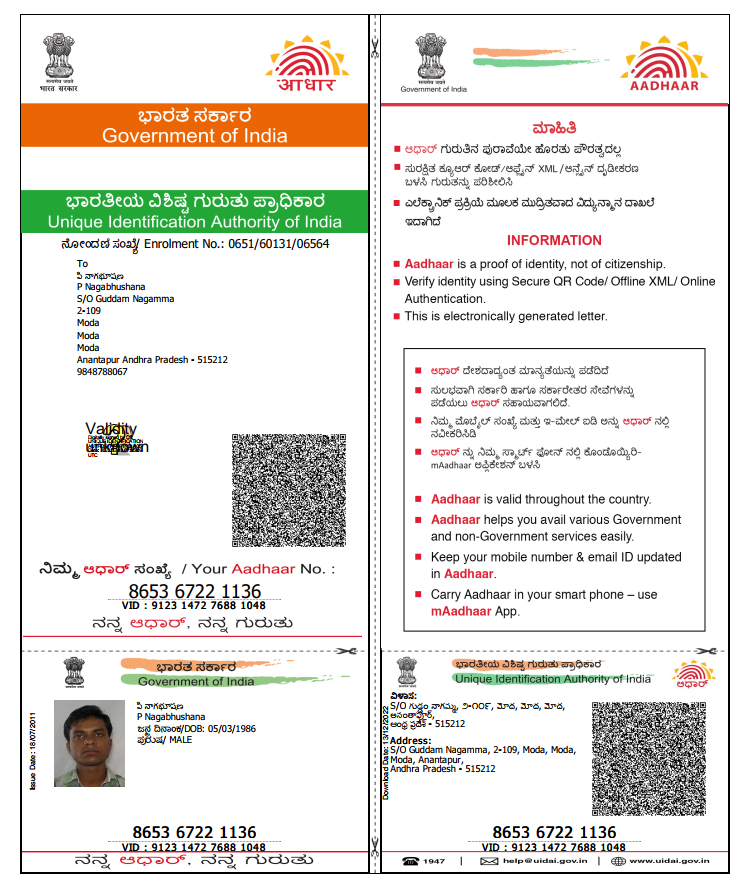 सत्यमेव जयते
भारत सरकार
आधार
ಭಾರತ ಸರ್ಕಾರ
Government of India
ಭಾರತೀಯ ವಿಶಿಷ್ಟ ಗುರುತು ಪ್ರಾಧಿಕಾರ
Unique Identification Authority of India
ನೋಂದಣಿ ಸಂಖ್ಯೆ/ Enrolment No.: 0651/60131/06564
To
ಪಿ ನಾಗಭೂಷಣ
P Nagabhushana
S/O Guddam Nagamma
2-109
Moda
Moda
Moda
Anantapur Andhra Pradesh - 515212
9848788067
Validity
unknown
ನಿಮ್ಮ ಆಧಾರ್ ಸಂಖ್ಯೆ / Your Aadhaar No. :
8653 6722 1136
VID : 9123 1472 7688 1048
ನನ್ನ ಆಧಾರ್, ನನ್ನ ಗುರುತು
सत्यमेव जयते
Government of India
AADHAAR
ಮಾಹಿತಿ
ಆಧಾರ್ ಗುರುತಿನ ಪುರಾವೆಯೇ ಹೊರತು ಪೌರತ್ವದಲ್ಲ
ಸುರಕ್ಷಿತ ಕ್ಯೂಆರ್ ಕೋಡ್/ಆಫ್ಲೈನ್ XML/ಆನ್ಲೈನ್ ದೃಢೀಕರಣ
ಬಳಸಿ ಗುರುತನ್ನು ಪರಿಶೀಲಿಸಿ
ಎಲೆಕ್ಟ್ರಾನಿಕ್ ಪ್ರಕ್ರಿಯೆ ಮೂಲಕ ಮುದ್ರಿತವಾದ ವಿದ್ಯುನ್ಮಾನ ದಾಖಲೆ
ಇದಾಗಿದೆ
INFORMATION
Aadhaar is a proof of identity, not of citizenship.
Verify identity using Secure QR Code/ Offline XML/ Online
Authentication.
This is electronically generated letter.
ಆಧಾರ್ ದೇಶದಾದ್ಯಂತ ಮಾನ್ಯತೆಯನ್ನು ಪಡೆದಿದೆ
ಸುಲಭವಾಗಿ ಸರ್ಕಾರಿ ಹಾಗೂ ಸರ್ಕಾರೇತರ ಸೇವೆಗಳನ್ನು
ಪಡೆಯಲು ಆಧಾರ್ ಸಹಾಯವಾಗಲಿದೆ.
ನಿಮ್ಮ ಮೊಬೈಲ್ ಸಂಖ್ಯೆ ಮತ್ತು ಇ-ಮೇಲ್ ಐಡಿ ಅನ್ನು ಆಧಾರ್ ನಲ್ಲಿ
ನವೀಕರಿಸಿಡಿ
ಆಧಾರ್ ನ್ನು ನಿಮ್ಮ ಸ್ಮಾರ್ಟ್ ಫೋನ್ ನಲ್ಲಿ ಕೊಂಡೊಯ್ಯಿರಿ-
mAadhaar ಅಪ್ಲಿಕೇಶನ್ ಬಳಸಿ
Aadhaar is valid throughout the country.
Aadhaar helps you avail various Government
and non-Government services easily.
Keep your mobile number & email ID updated
in Aadhaar.
Carry Aadhaar in your smart phone – use
mAadhaar App.
ಭಾರತ ಸರ್ಕಾರ
Government of India
Issue Date: 18/07/2011
ಪಿ ನಾಗಭೂಷಣ
P Nagabhushana
ಜನ್ಮ ದಿನಾಂಕ/DOB: 05/03/1986
ಪುರುಷ/ MALE
8653 6722 1136
VID : 9123 1472 7688 1048
ನನ್ನ ಆಧಾರ್, ನನ್ನ ಗುರುತು
ಭಾರತೀಯ ವಿಶಿಷ್ಟ ಗುರುತು ಪ್ರಾಧಿಕಾರ
Unique Identification Authority of India
ಆಧಾರ್
Download Date: 13/12/2022
ವಿಳಾಸ:
S/O ಗುಡ್ಡಂ ನಾಗಮ್ಮ, ೨-೧೦೯, ಮೋದ, ಮೋದ, ಮೋದ,
ಅನಂತಾಪೂರ್,
ಆಂಧ್ರ ಪ್ರದೇಶ - 515212
Address:
S/O Guddam Nagamma, 2-109, Moda, Moda,
Moda, Anantapur,
Andhra Pradesh - 515212
8653 6722 1136
VID : 9123 1472 7688 1048
1947 | help@uidai.gov.in | www.uidai.gov.in